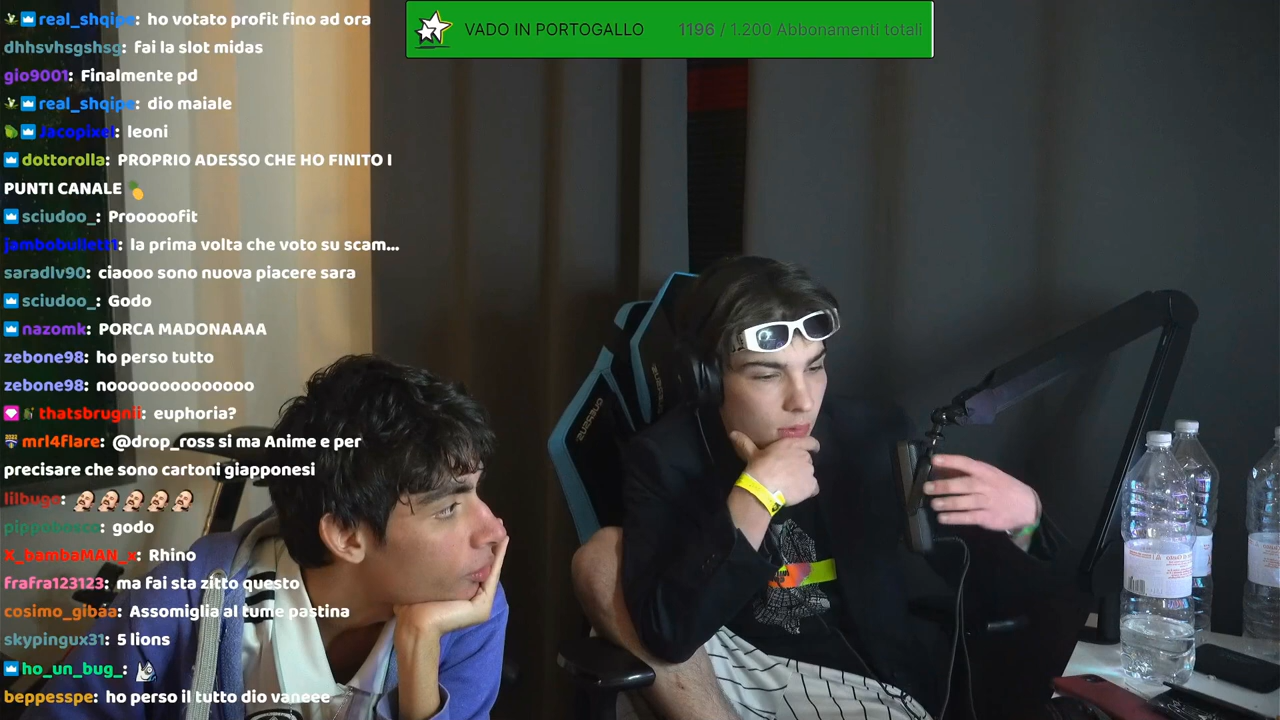 VADO IN PORTOGALLO 1196 / 1.200 Abbonamenti totali
real_shqipe: ho votato profit fino ad ora
dhhsvhsgshsg: fai la slot midas
gio9001: Finalmente pd
real_shqipe: dio maiale
Jacopixel: leoni
dottorolla: PROPRIO ADESSO CHE HO FINITO I
PUNTI CANALE
sciudoo_: Prooooofit
jambobullett1: la prima volta che voto su scam...
saradlv90: ciaooo sono nuova piacere sara
sciudoo_: Godo
nazomk: PORCA MADONAAAA
zebone98: ho perso tutto
zebone98: noooooooooooooo
thatsbrugnii: euphoria?
mrl4flare: @drop_ross si ma Anime e per
precisare che sono cartoni giapponesi
lilbugo:
godo
X_bambaMAN_x: Rhino
frafra123123: ma fai sta zitto questo
cosimo_gibaa: Assomiglia al tume pastina
skypingux31: 5 lions
ho_un_bug_:
beppesspe: ho perso il tutto dio vaneee